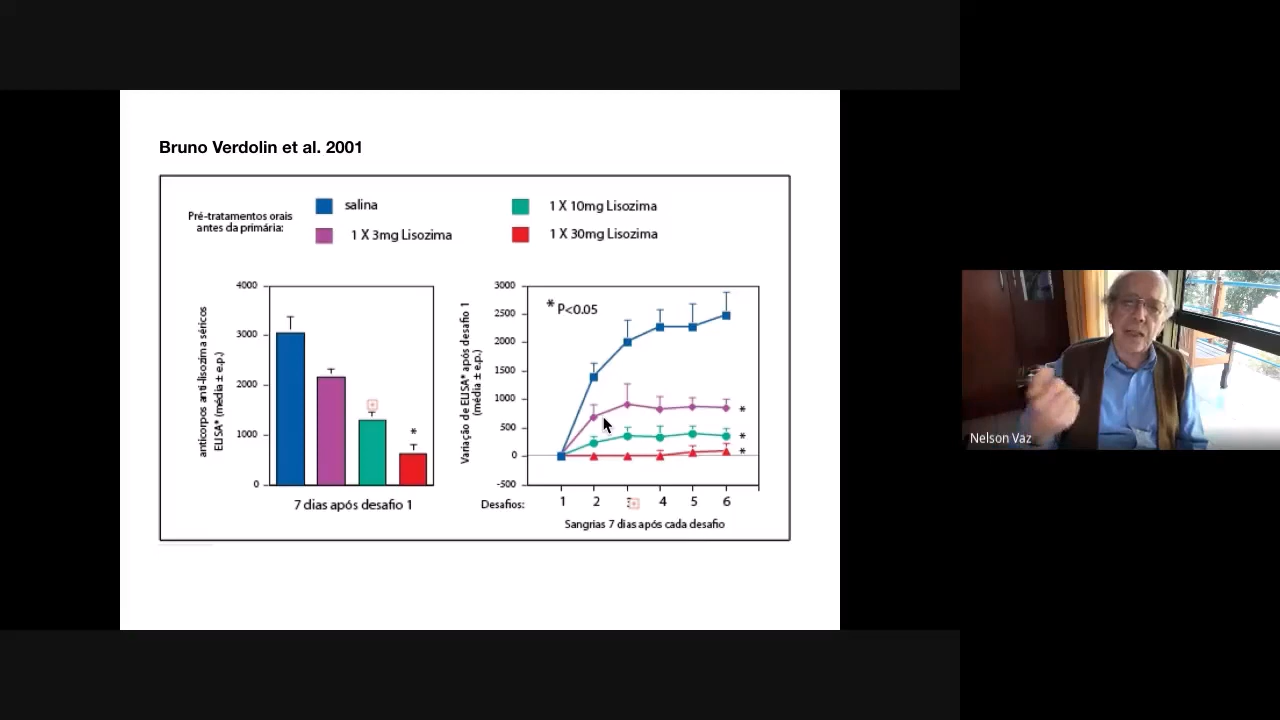 Bruno Verdolin et al. 2001
Pré-tratamentos orais
antes da primária:
salina
1 X 3mg Lisozima
1 X 10mg Lisozima
1 X 30mg Lisozima
anticorpos anti-lisozima séricos
ELISA* (média ± e.p.)
4000
3000
2000
1000
0
*
7 dias após desafio 1
Variação de ELISA* após desafio 1
(média ± e.p.)
3000
2500
2000
1500
1000
500
0
-500
* P<0.05
*
*
*
Desafios:
1 2 3 4 5 6
Sangrias 7 dias após cada desafio
Nelson Vaz